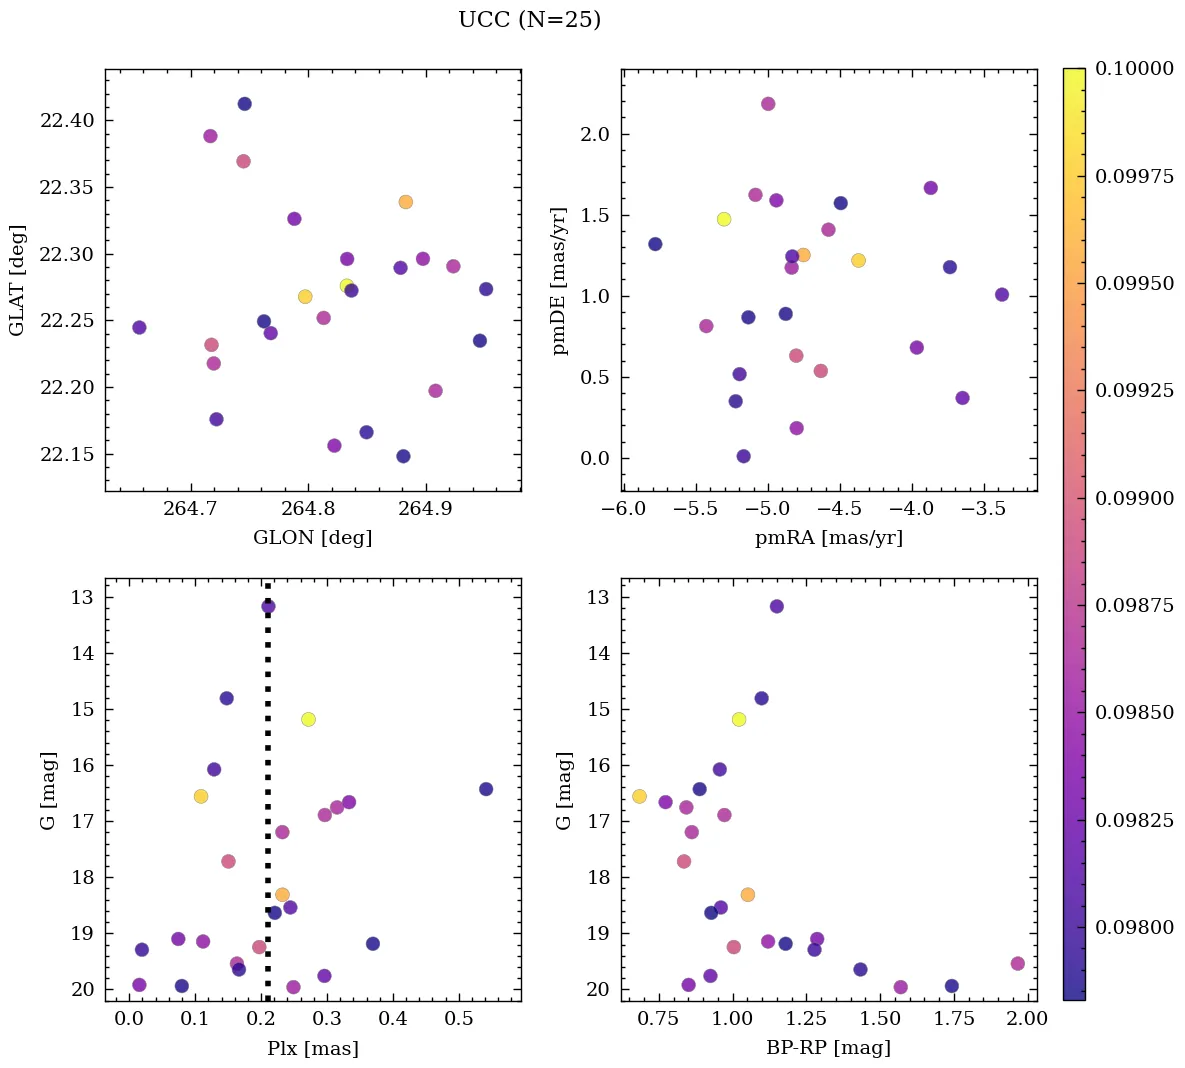 UCC (N=25)
22.40
22.35
22.30
22.25
22.20
22.15
GLAT [deg]
264.7 264.8 264.9
GLON [deg]
2.0
1.5
1.0
0.5
0.0
pmDE [mas/yr]
−6.0 −5.5 −5.0 −4.5 −4.0 −3.5
pmRA [mas/yr]
0.10000
0.09975
0.09950
0.09925
0.09900
0.09875
0.09850
0.09825
0.09800
13
14
15
16
17
18
19
20
G [mag]
0.0 0.1 0.2 0.3 0.4 0.5
Plx [mas]
13
14
15
16
17
18
19
20
G [mag]
0.75 1.00 1.25 1.50 1.75 2.00
BP-RP [mag]